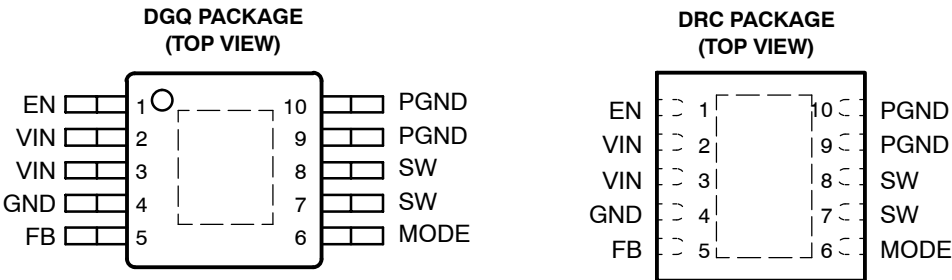 DGQ PACKAGE
(TOP VIEW)
EN 1 10 PGND
VIN 2 9 PGND
VIN 3 8 SW
GND 4 7 SW
FB 5 6 MODE
DRC PACKAGE
(TOP VIEW)
EN 1 10 PGND
VIN 2 9 PGND
VIN 3 8 SW
GND 4 7 SW
FB 5 6 MODE